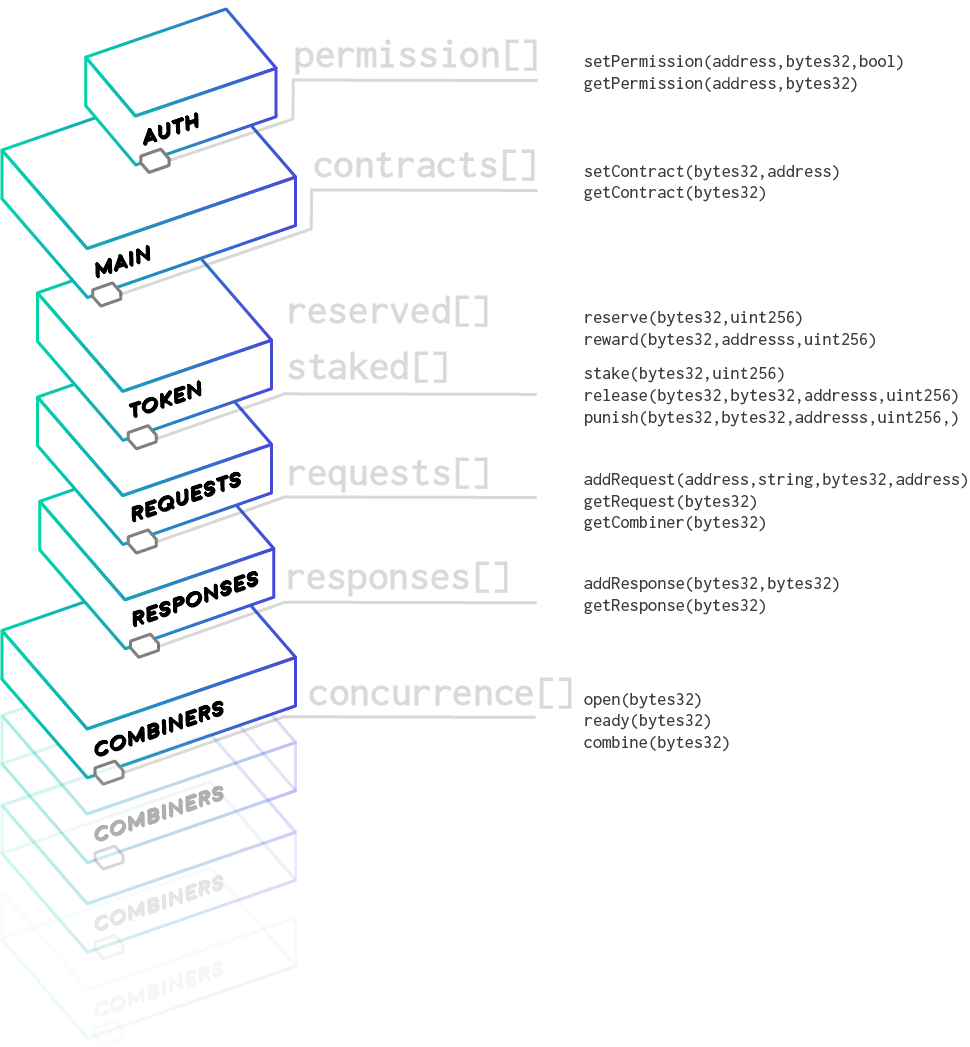 permission[]
setPermission(address,bytes32,bool)
getPermission(address,bytes32)
AUTH
contracts[]
setContract(bytes32,address)
getContract(bytes32)
MAIN
reserved[]
reserve(bytes32,uint256)
reward(bytes32,addresss,uint256)
staked[]
stake(bytes32,uint256)
release(bytes32,bytes32,addresss,uint256)
punish(bytes32,bytes32,addresss,uint256,)
TOKEN
requests[]
addRequest(address,string,bytes32,address)
getRequest(bytes32)
getCombiner(bytes32)
REQUESTS
responses[]
addResponse(bytes32,bytes32)
getResponse(bytes32)
RESPONSES
concurrence[]
open(bytes32)
ready(bytes32)
combine(bytes32)
COMBINERS
COMBINERS
COMBINERS
COMBINERS